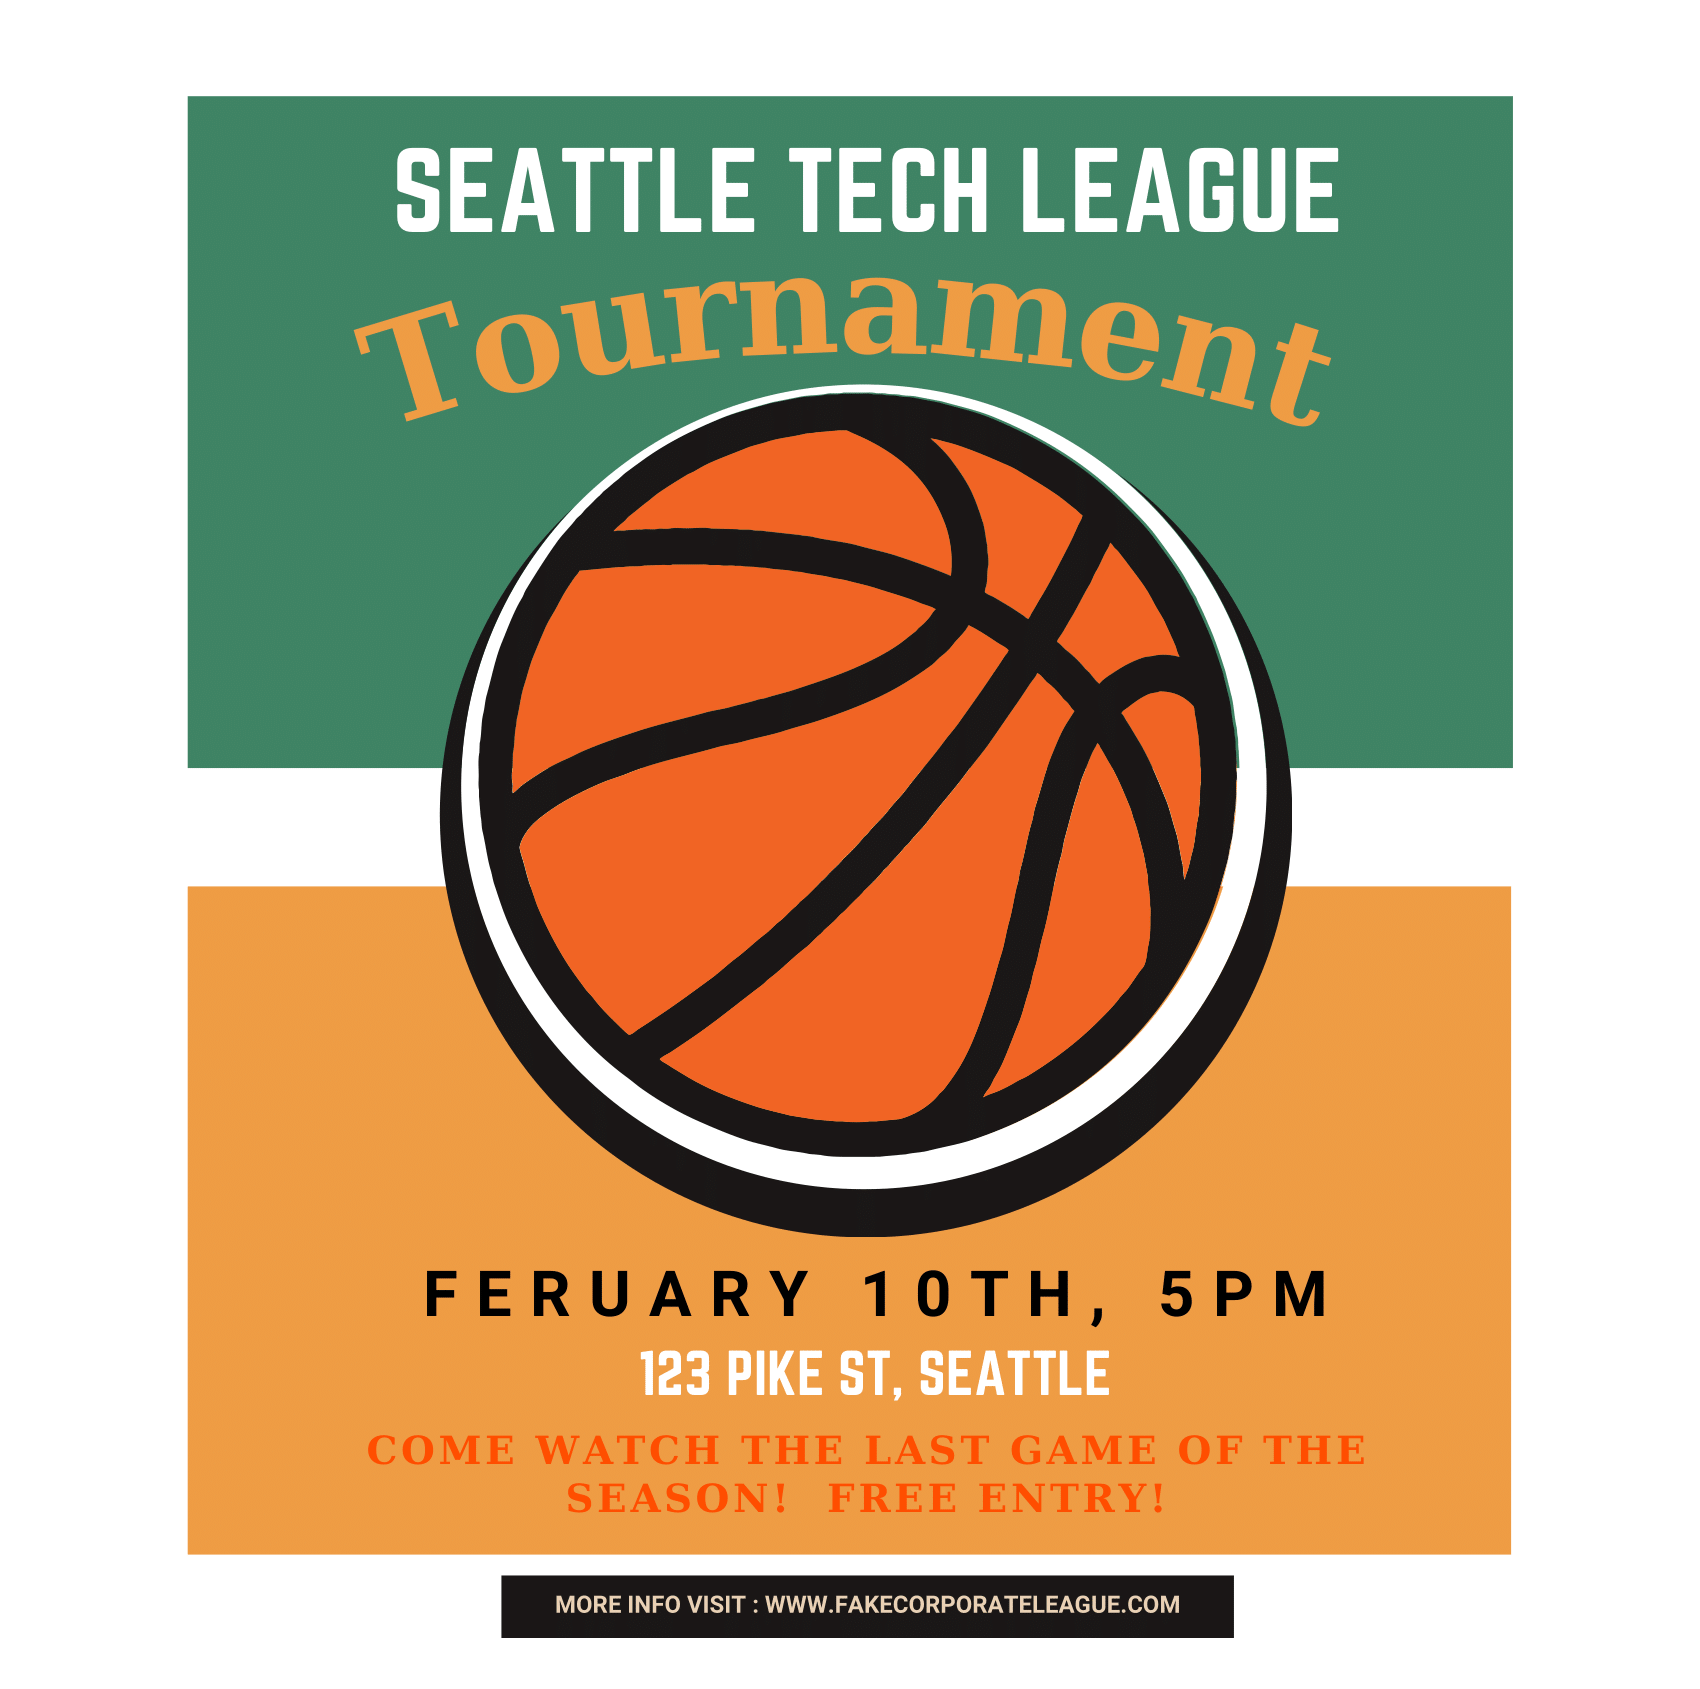 SEATTLE TECH LEAGUE
Tournament
FERUARY 10TH, 5PM
123 PIKE ST, SEATTLE
COME WATCH THE LAST GAME OF THE
SEASON!  FREE ENTRY!
MORE INFO VISIT : WWW.FAKECORPORATELEAGUE.COM